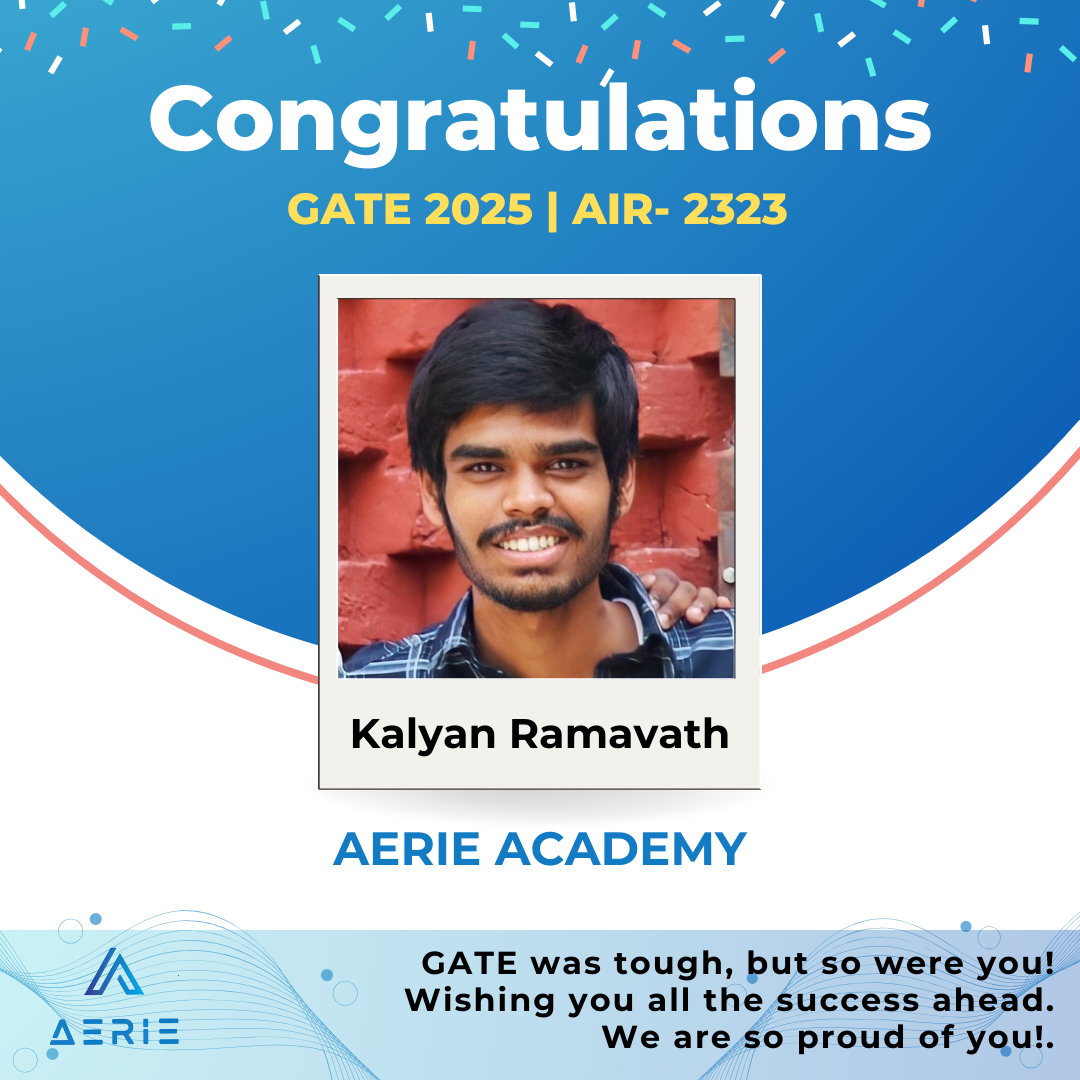 Congratulations
GATE 2025 | AIR- 2323
Kalyan Ramavath
AERIE ACADEMY
GATE was tough, but so were you!
Wishing you all the success ahead.
We are so proud of you!.
AERiE